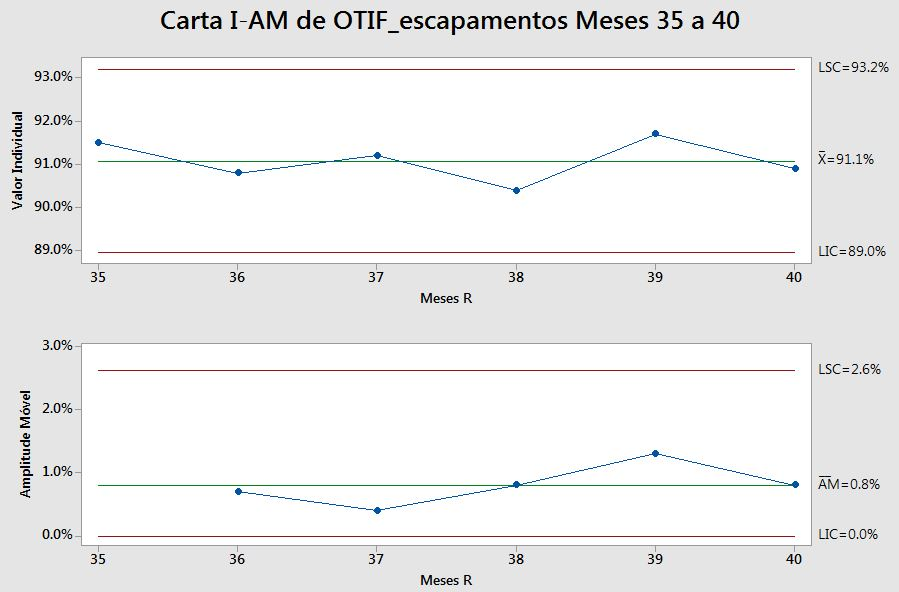 Carta I-AM de OTIF_escapamentos Meses 35 a 40
93.0%
92.0%
91.0%
90.0%
89.0%
Valor Individual
LSC=93.2%
X̅=91.1%
LIC=89.0%
35 36 37 38 39 40
Meses R
3.0%
2.0%
1.0%
0.0%
Amplitude Móvel
LSC=2.6%
A̅M̅=0.8%
LIC=0.0%
35 36 37 38 39 40
Meses R